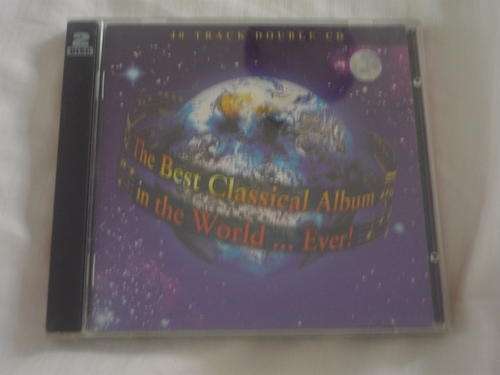 40 TRACK DOUBLE CD
2
The Best Classical Album
... in the World ... Ever!